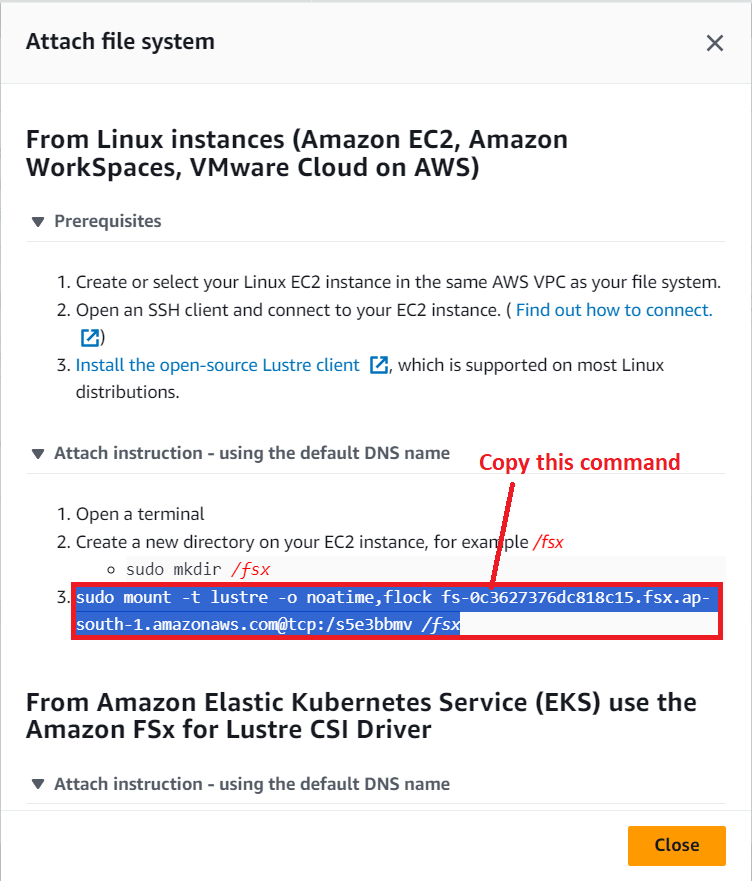 Attach file system
From Linux instances (Amazon EC2, Amazon
WorkSpaces, VMware Cloud on AWS)
Prerequisites
1. Create or select your Linux EC2 instance in the same AWS VPC as your file system.
2. Open an SSH client and connect to your EC2 instance. ( Find out how to connect.
)
3. Install the open-source Lustre client , which is supported on most Linux
distributions.
Attach instruction - using the default DNS name
Copy this command
1. Open a terminal
2. Create a new directory on your EC2 instance, for example /fsx
sudo mkdir /fsx
3. sudo mount -t lustre -o noatime,flock fs-0c3627376dc818c15.fsx.ap-
south-1.amazonaws.com@tcp:/s5e3bbmv /fsx
From Amazon Elastic Kubernetes Service (EKS) use the
Amazon FSx for Lustre CSI Driver
Attach instruction - using the default DNS name
Close